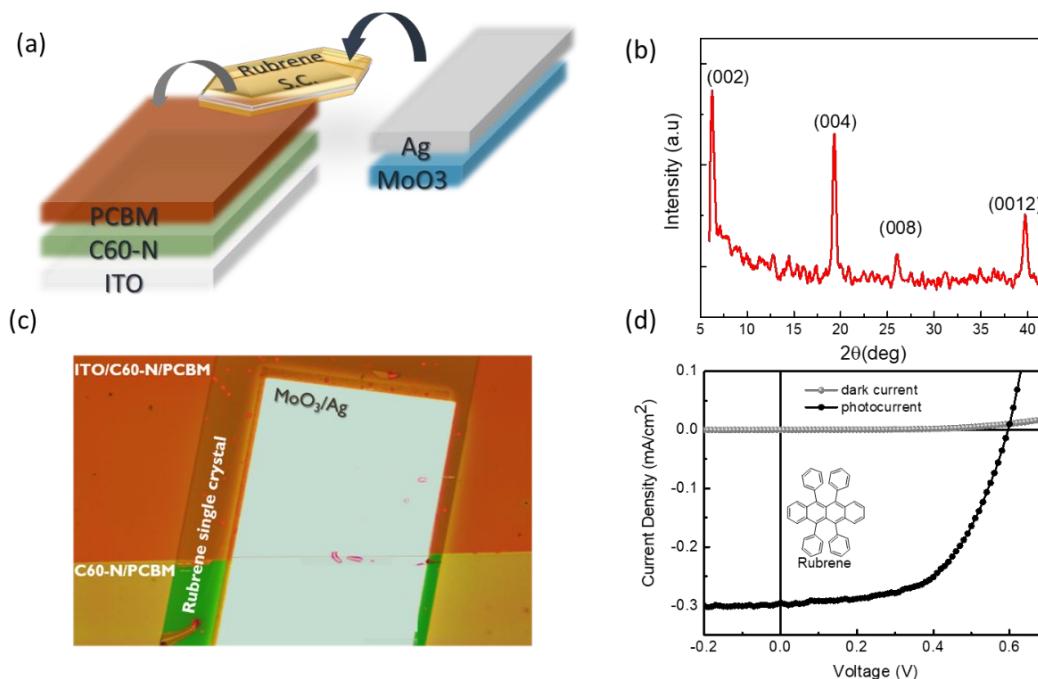 (a)
Rubrene
S.C.
Ag
MoO3
PCBM
C60-N
ITO
(b)
(002)
(004)
(008)
(0012)
Intensity (a.u)
5 10 15 20 25 30 35 40
2θ(deg)
(c)
ITO/C60-N/PCBM
MoO₃/Ag
Rubrene single crystal
C60-N/PCBM
(d)
dark current
photocurrent
Rubrene
Current Density (mA/cm²)
0.1
0.0
-0.1
-0.2
-0.3
-0.2 0.0 0.2 0.4 0.6
Voltage (V)